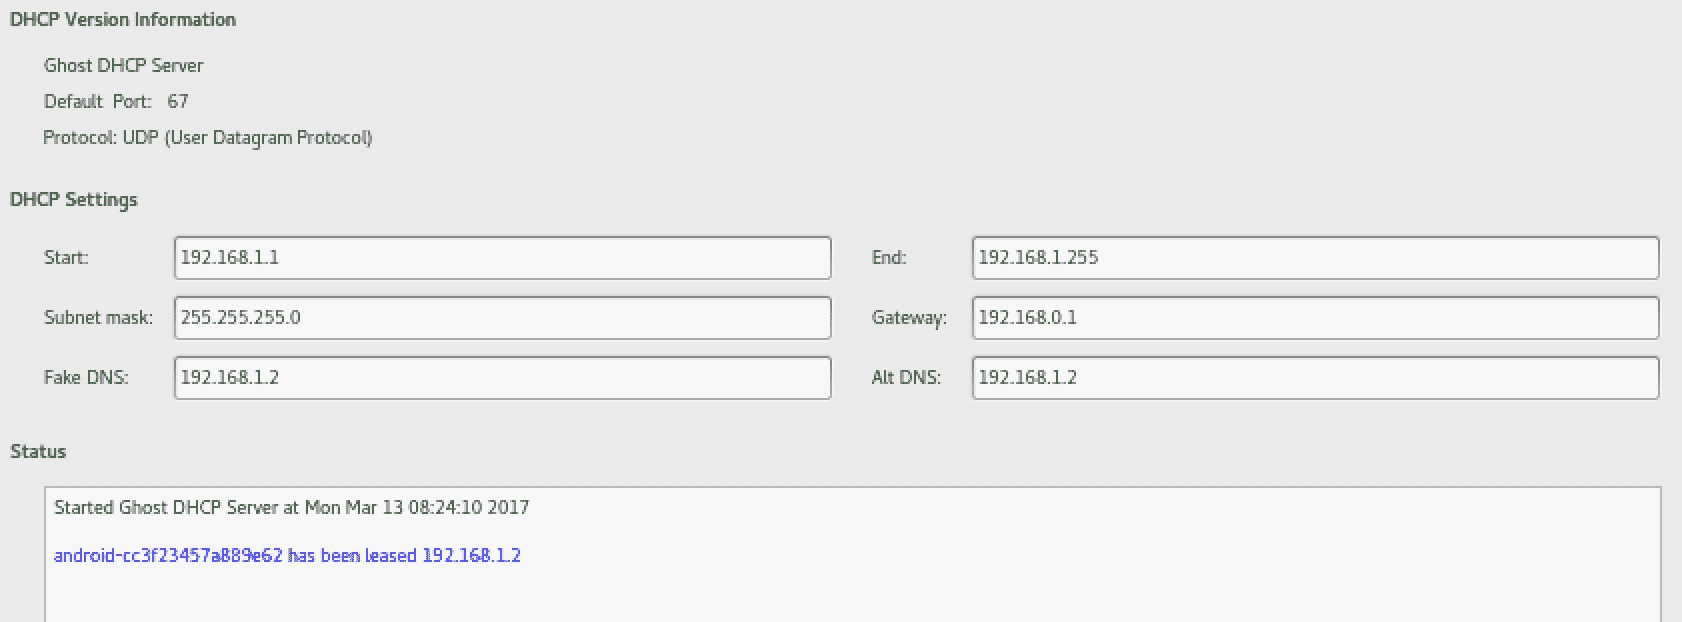 DHCP Version Information
Ghost DHCP Server
Default Port: 67
Protocol: UDP (User Datagram Protocol)
DHCP Settings
Start: 192.168.1.1 End: 192.168.1.255
Subnet mask: 255.255.255.0 Gateway: 192.168.0.1
Fake DNS: 192.168.1.2 Alt DNS: 192.168.1.2
Status
Started Ghost DHCP Server at Mon Mar 13 08:24:10 2017
android-cc3f23457a889e62 has been leased 192.168.1.2